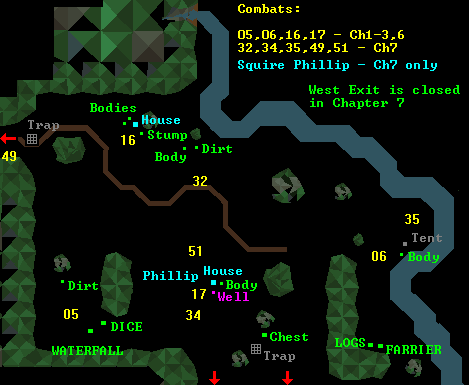 Combats:
05,06,16,17 - Ch1-3,6
32,34,35,49,51 - Ch7
Squire Phillip - Ch7 only
West Exit is closed
in Chapter 7
Bodies
House
Trap
Stump
16
Dirt
Body
49
32
35
Tent
51
06
Body
House
Phillip
Body
Dirt
17
Well
05
34
DICE
Chest
LOGS
WATERFALL
FARRIER
Trap